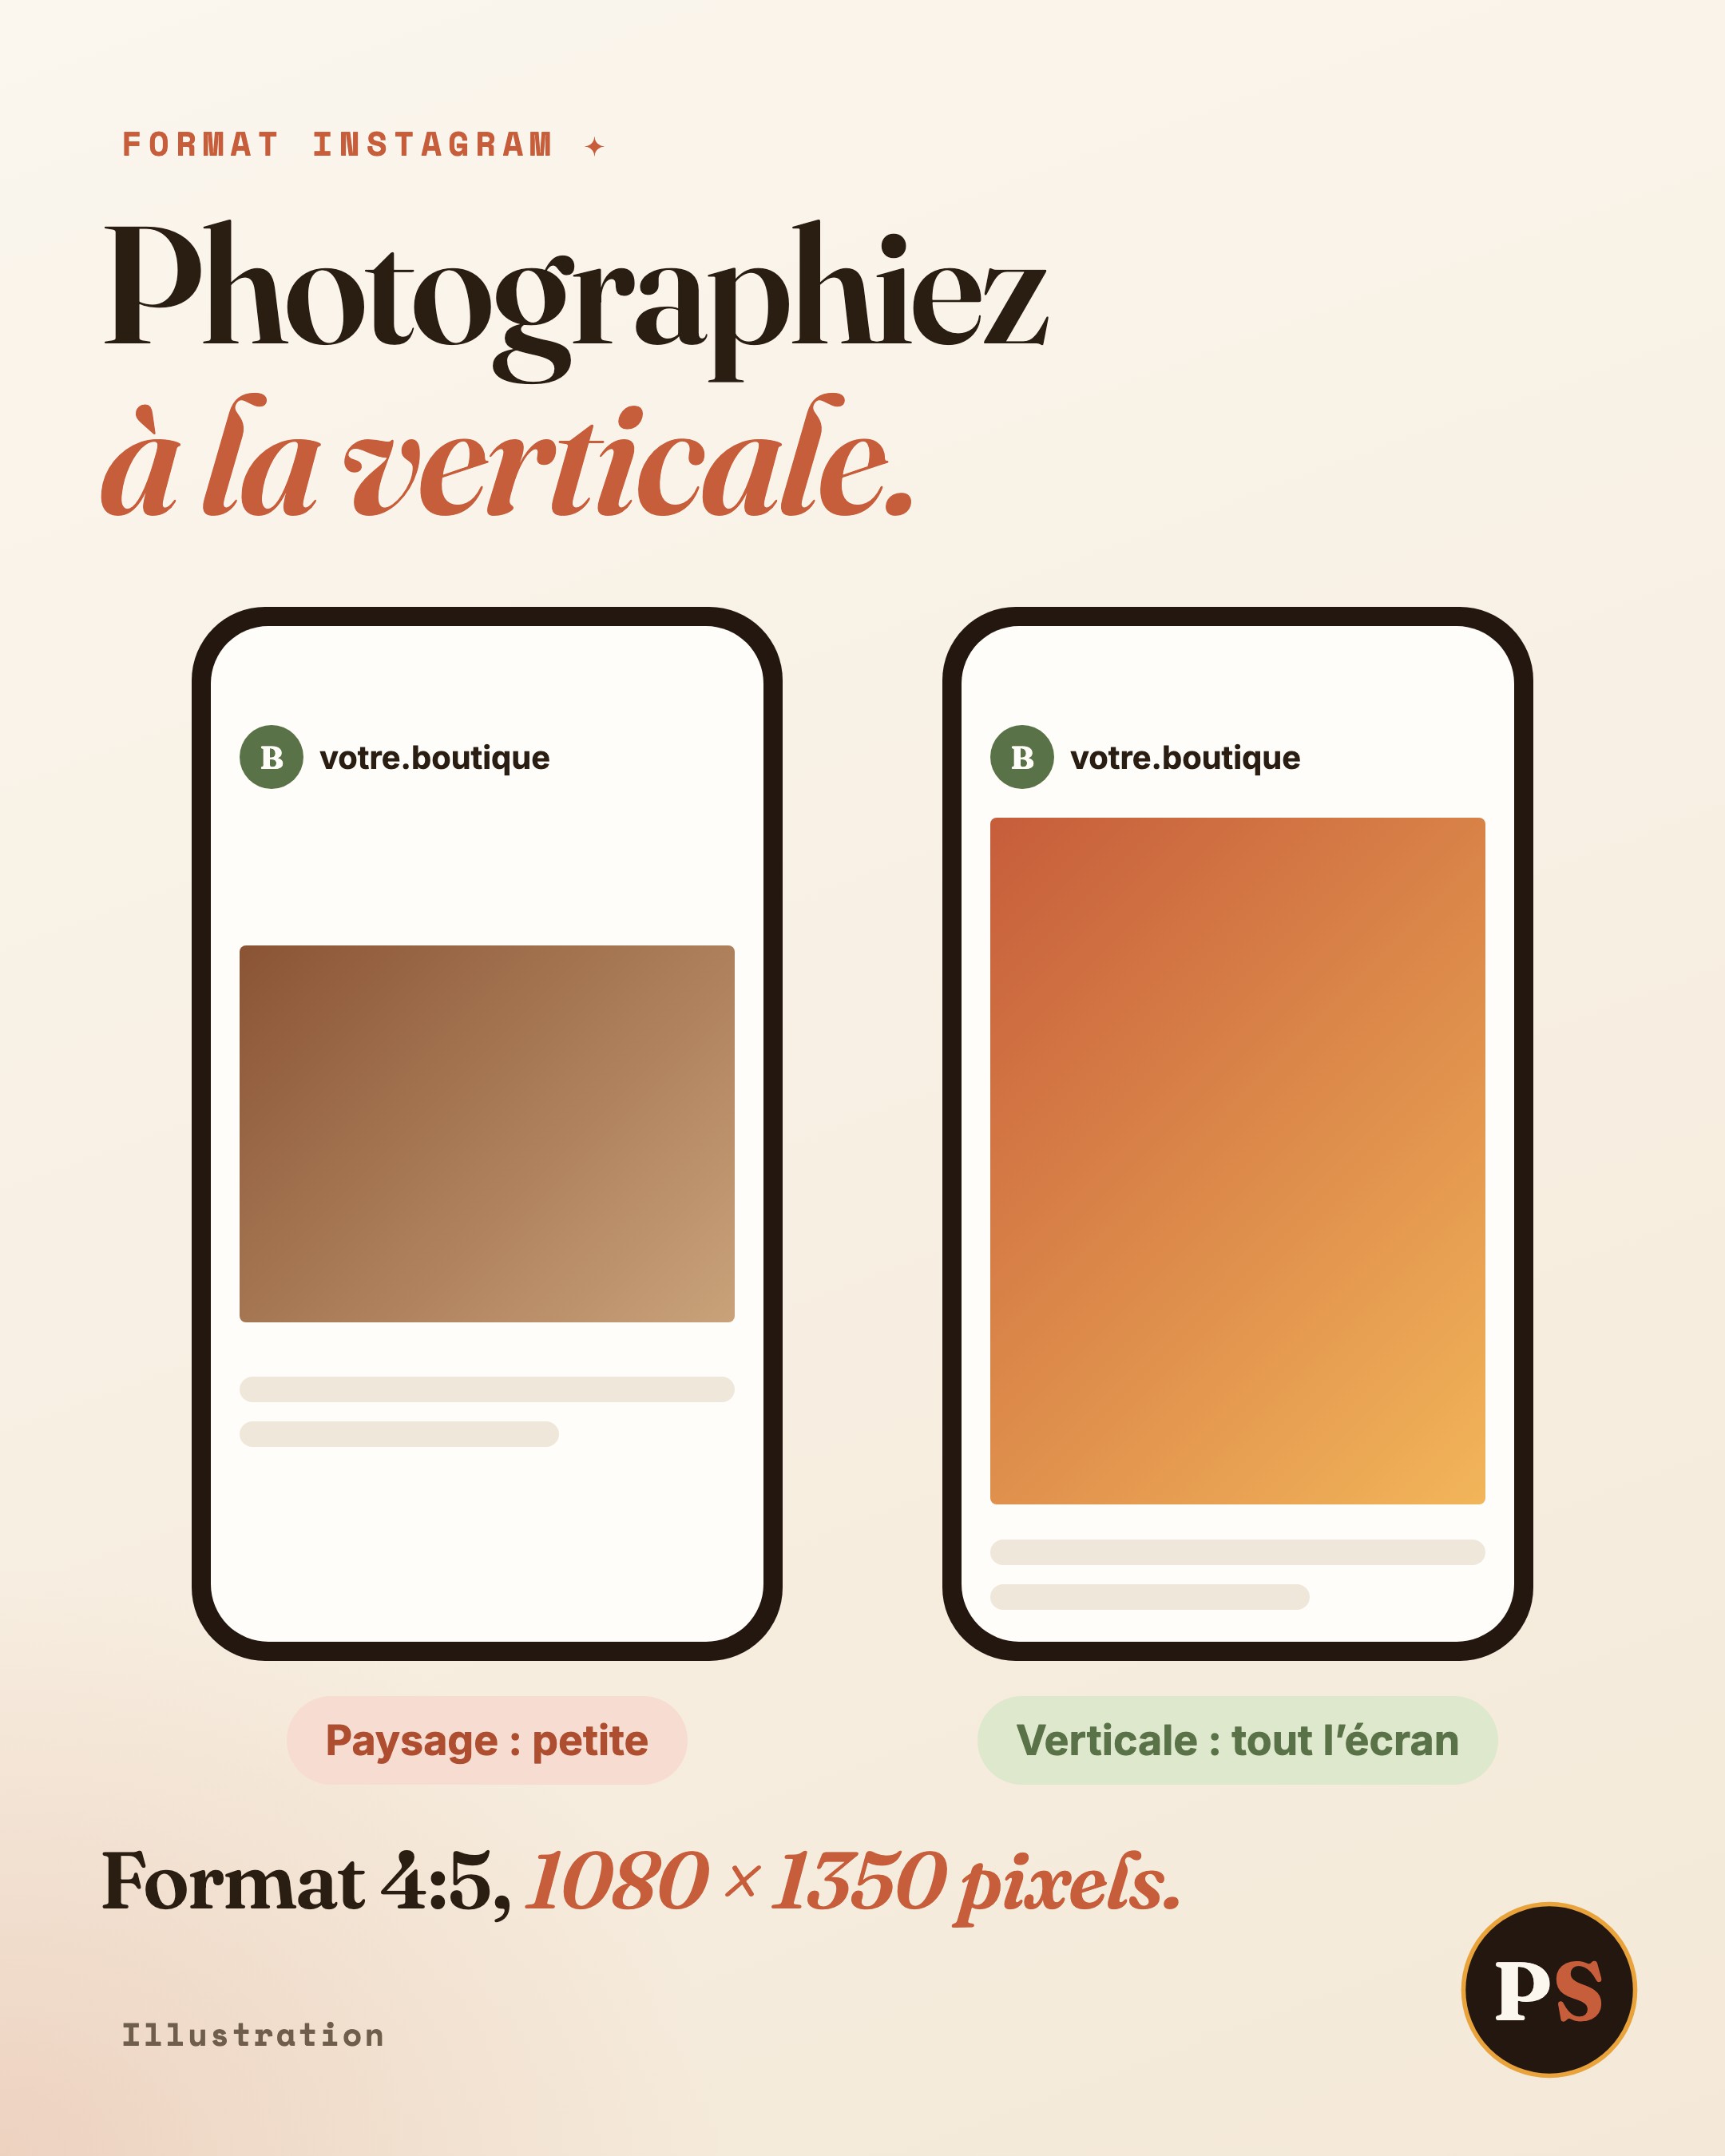 FORMAT INSTAGRAM ✦
Photographiez
à la verticale.
B votre.boutique
B votre.boutique
Paysage : petite
Verticale : tout l’écran
Format 4:5, 1080 × 1350 pixels.
PS
Illustration